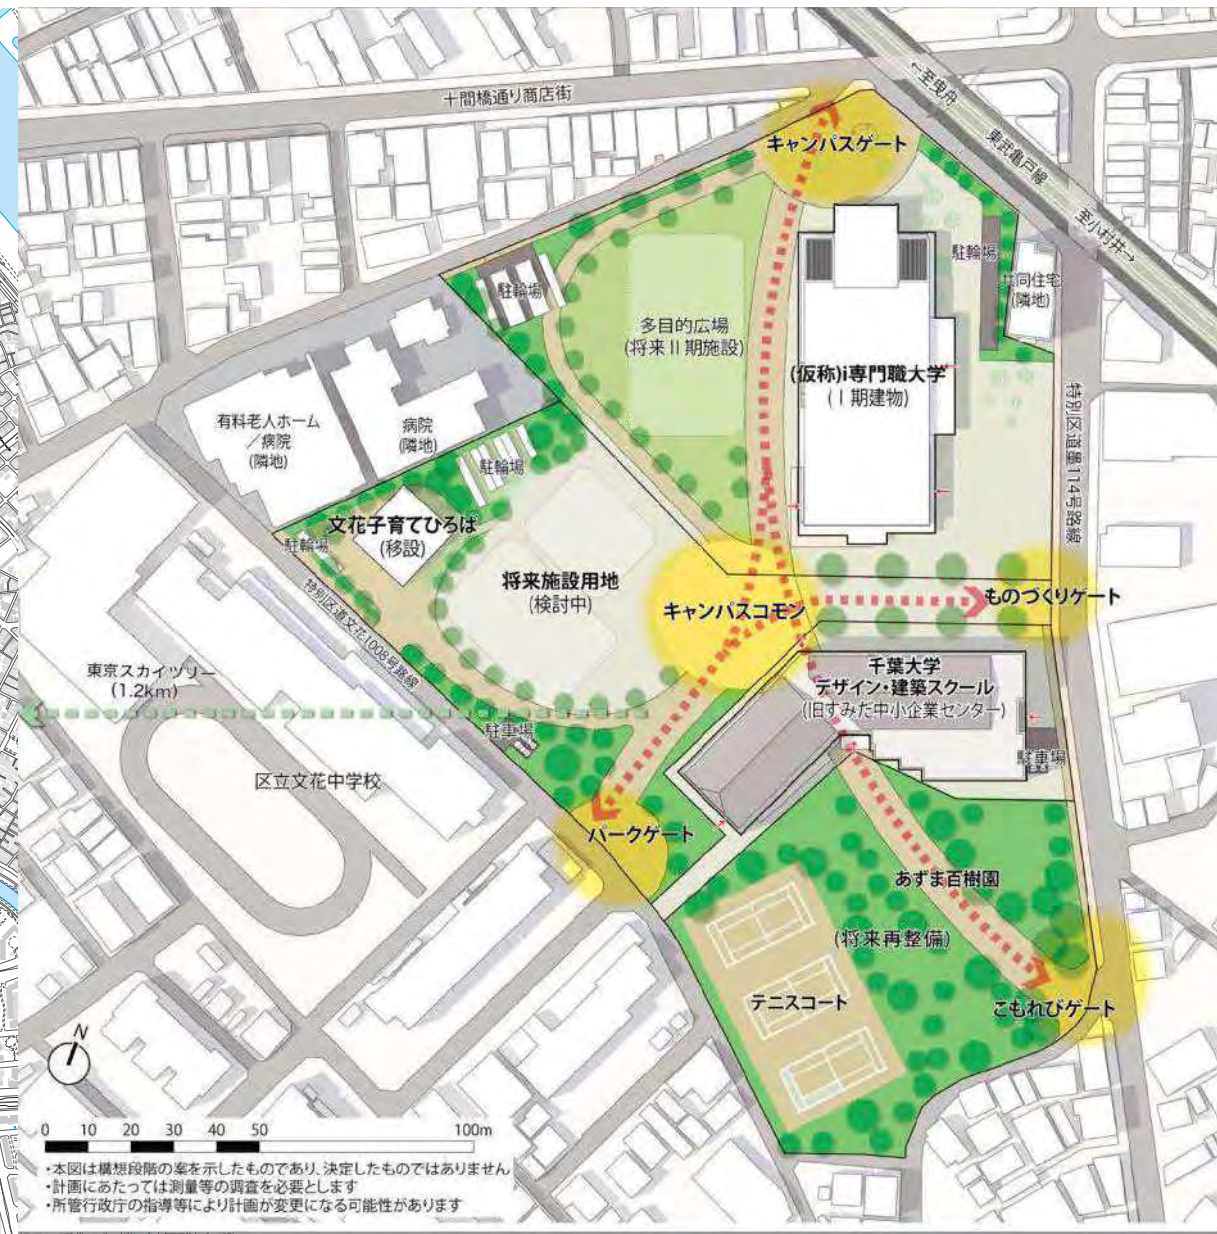 十間橋通り商店街
←至曳舟
東武亀戸線
至小村井→
キャンパスゲート
駐輪場
共同住宅
(隣地)
駐輪場
多目的広場
(将来Ⅱ期施設)
(仮称)i専門職大学
(Ⅰ期建物)
特別区道墨114号路線
有料老人ホーム
／病院
(隣地)
病院
(隣地)
駐輪場
文花子育てひろば
(移設)
駐輪場
将来施設用地
(検討中)
キャンパスコモン
ものづくりゲート
特別区道文花1008号路線
東京スカイツリー
(1.2km)
千葉大学
デザイン・建築スクール
(旧すみた中小企業センター)
駐車場
駐車場
区立文花中学校
パークゲート
あずま百樹園
(将来再整備)
テニスコート
こもれびゲート
N
0 10 20 30 40 50 100m
・本図は構想段階の案を示したものであり、決定したものではありません
・計画にあたっては測量等の調査を必要とします
・所管行政庁の指導等により計画が変更になる可能性があります